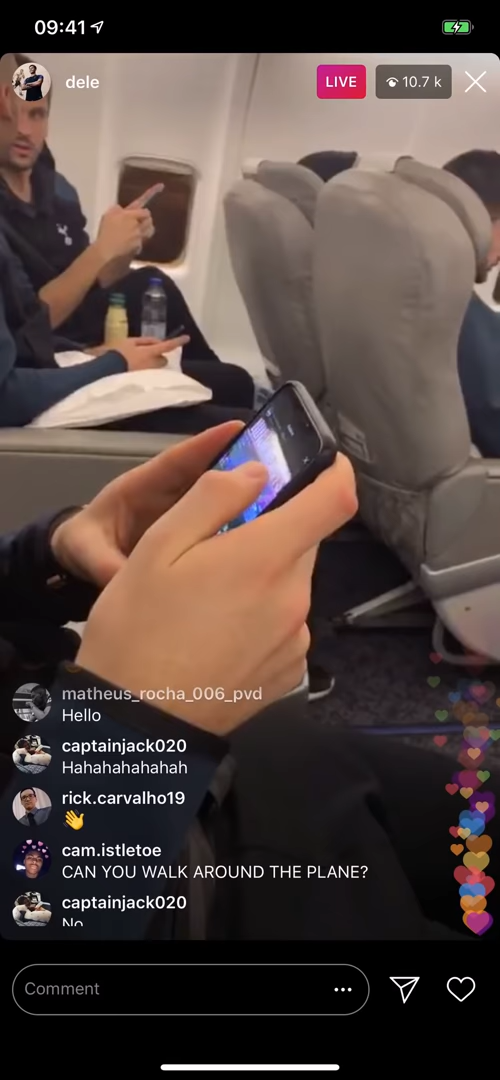 09:41
dele
LIVE
10.7 k
matheus_rocha_006_pvd
Hello
captainjack020
Hahahahahahah
rick.carvalho19
cam.istletoe
CAN YOU WALK AROUND THE PLANE?
captainjack020
No
Comment